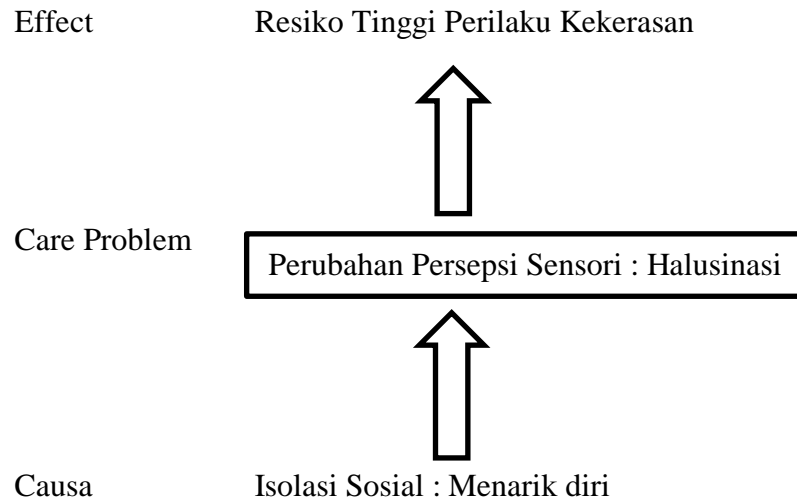 Effect Resiko Tinggi Perilaku Kekerasan
Care Problem
Perubahan Persepsi Sensori : Halusinasi
Causa Isolasi Sosial : Menarik diri